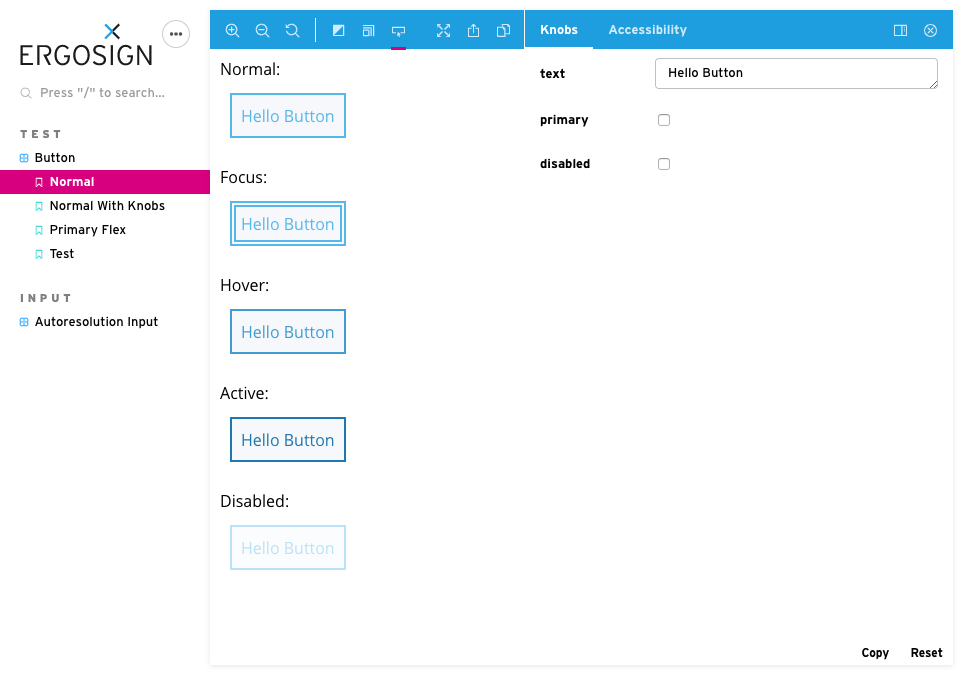 ERGOSIGN
Press "/" to search...
TEST
Button
Normal
Normal With Knobs
Primary Flex
Test
INPUT
Autoresolution Input
Normal:
Hello Button
Focus:
Hello Button
Hover:
Hello Button
Active:
Hello Button
Disabled:
Hello Button
Knobs Accessibility
text Hello Button
primary
disabled
Copy Reset